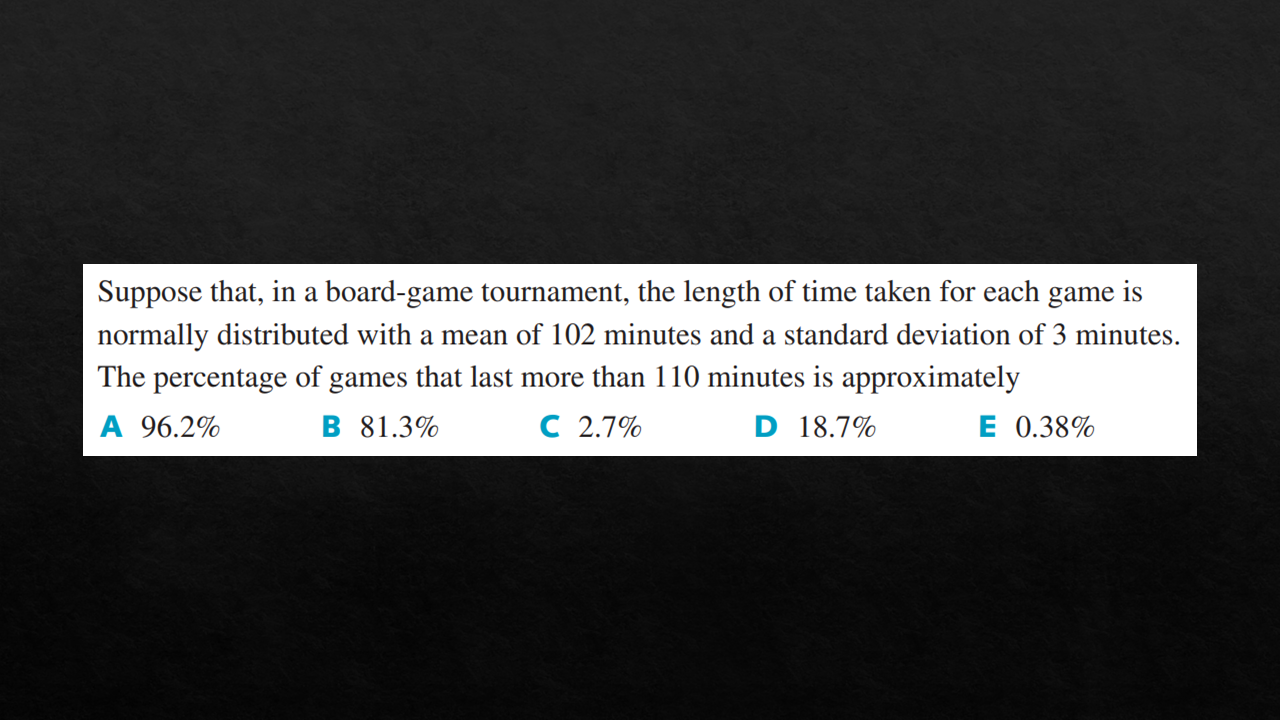 Suppose that, in a board-game tournament, the length of time taken for each game is
normally distributed with a mean of 102 minutes and a standard deviation of 3 minutes.
The percentage of games that last more than 110 minutes is approximately
A 96.2% B 81.3% C 2.7% D 18.7% E 0.38%